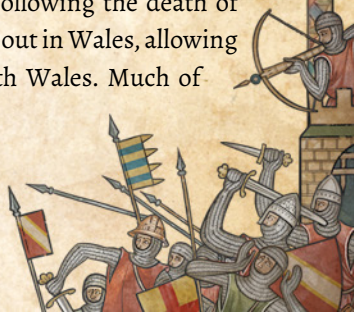 following the death of
out in Wales, allowing
th Wales. Much of